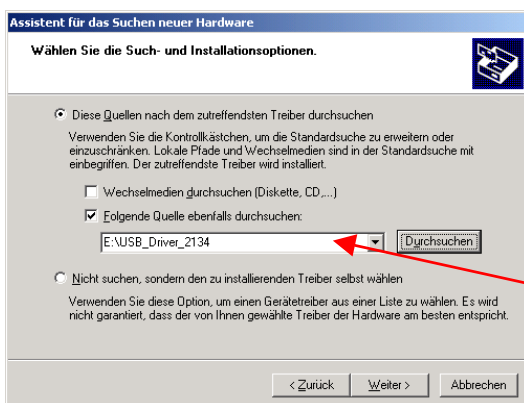 Assistent für das Suchen neuer Hardware
Wählen Sie die Such- und Installationsoptionen.
Diese Quellen nach dem zutreffendsten Treiber durchsuchen
Verwenden Sie die Kontrollkästchen, um die Standardsuche zu erweitern oder
einzuschränken. Lokale Pfade und Wechselmedien sind in der Standardsuche mit
einbegriffen. Der zutreffendste Treiber wird installiert.
Wechselmedien durchsuchen (Diskette, CD,...)
Folgende Quelle ebenfalls durchsuchen:
E:\USB_Driver_2134
Durchsuchen
Nicht suchen, sondern den zu installierenden Treiber selbst wählen
Verwenden Sie diese Option, um einen Gerätetreiber aus einer Liste zu wählen. Es wird
nicht garantiert, dass der von Ihnen gewählte Treiber der Hardware am besten entspricht.
< Zurück
Weiter >
Abbrechen